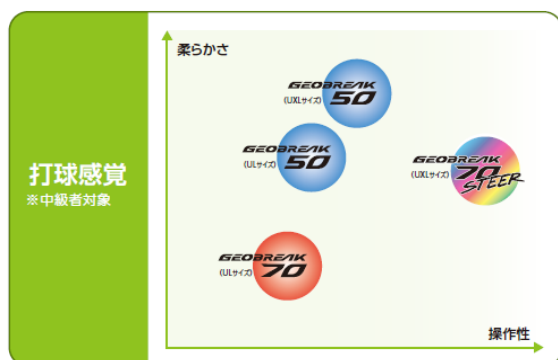 打球感覚
※中級者対象
柔らかさ
GEOBREAK
50
(UXLサイズ)
GEOBREAK
50
(ULサイズ)
GEOBREAK
70
STEER
(UXLサイズ)
GEOBREAK
70
(ULサイズ)
操作性